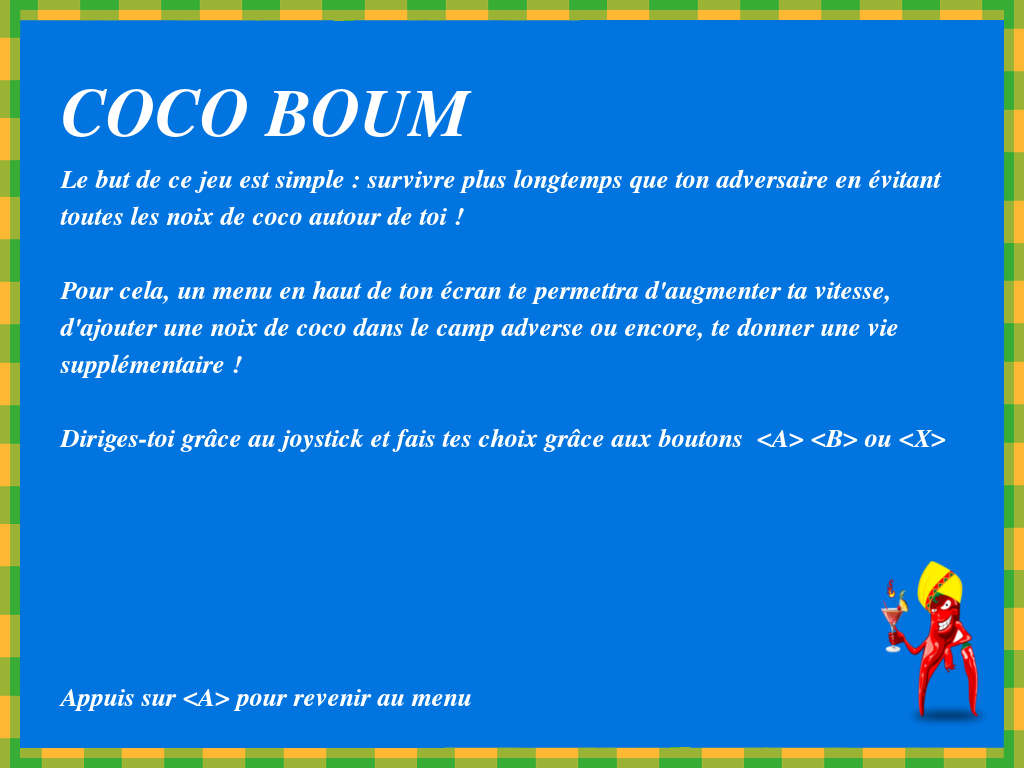 COCO BOUM
Le but de ce jeu est simple : survivre plus longtemps que ton adversaire en évitant
toutes les noix de coco autour de toi !
Pour cela, un menu en haut de ton écran te permettra d'augmenter ta vitesse,
d'ajouter une noix de coco dans le camp adverse ou encore, te donner une vie
supplémentaire !
Diriges-toi grâce au joystick et fais tes choix grâce aux boutons  <A> <B> ou <X>
Appuis sur <A> pour revenir au menu